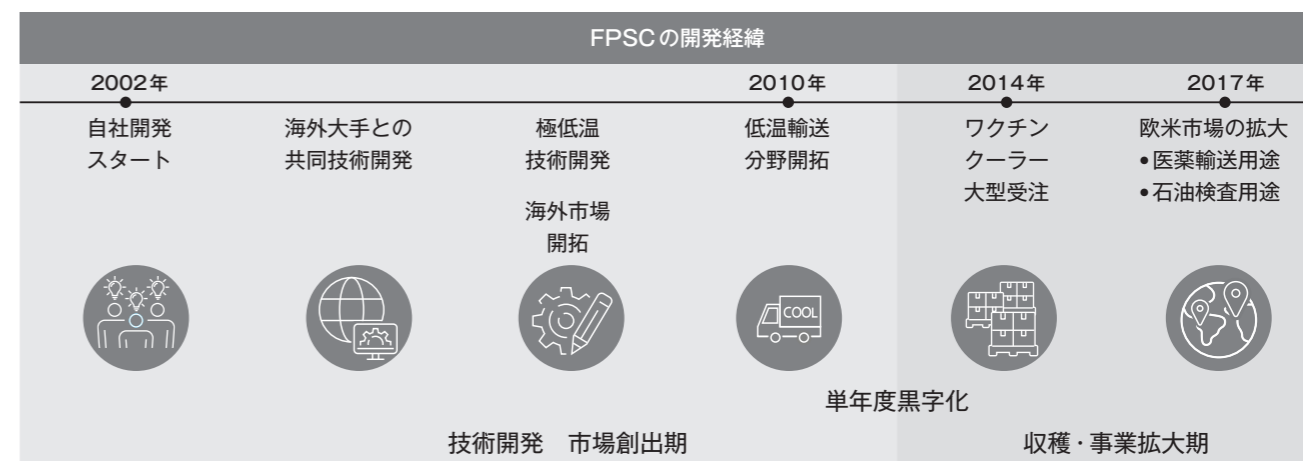 FPSCの開発経緯
2002年
2010年
2014年
2017年
自社開発
スタート
海外大手との
共同技術開発
極低温
技術開発
海外市場
開拓
低温輸送
分野開拓
ワクチン
クーラー
大型受注
欧米市場の拡大
•医薬輸送用途
•石油検査用途
COOL
単年度黒字化
技術開発　市場創出期
収穫・事業拡大期